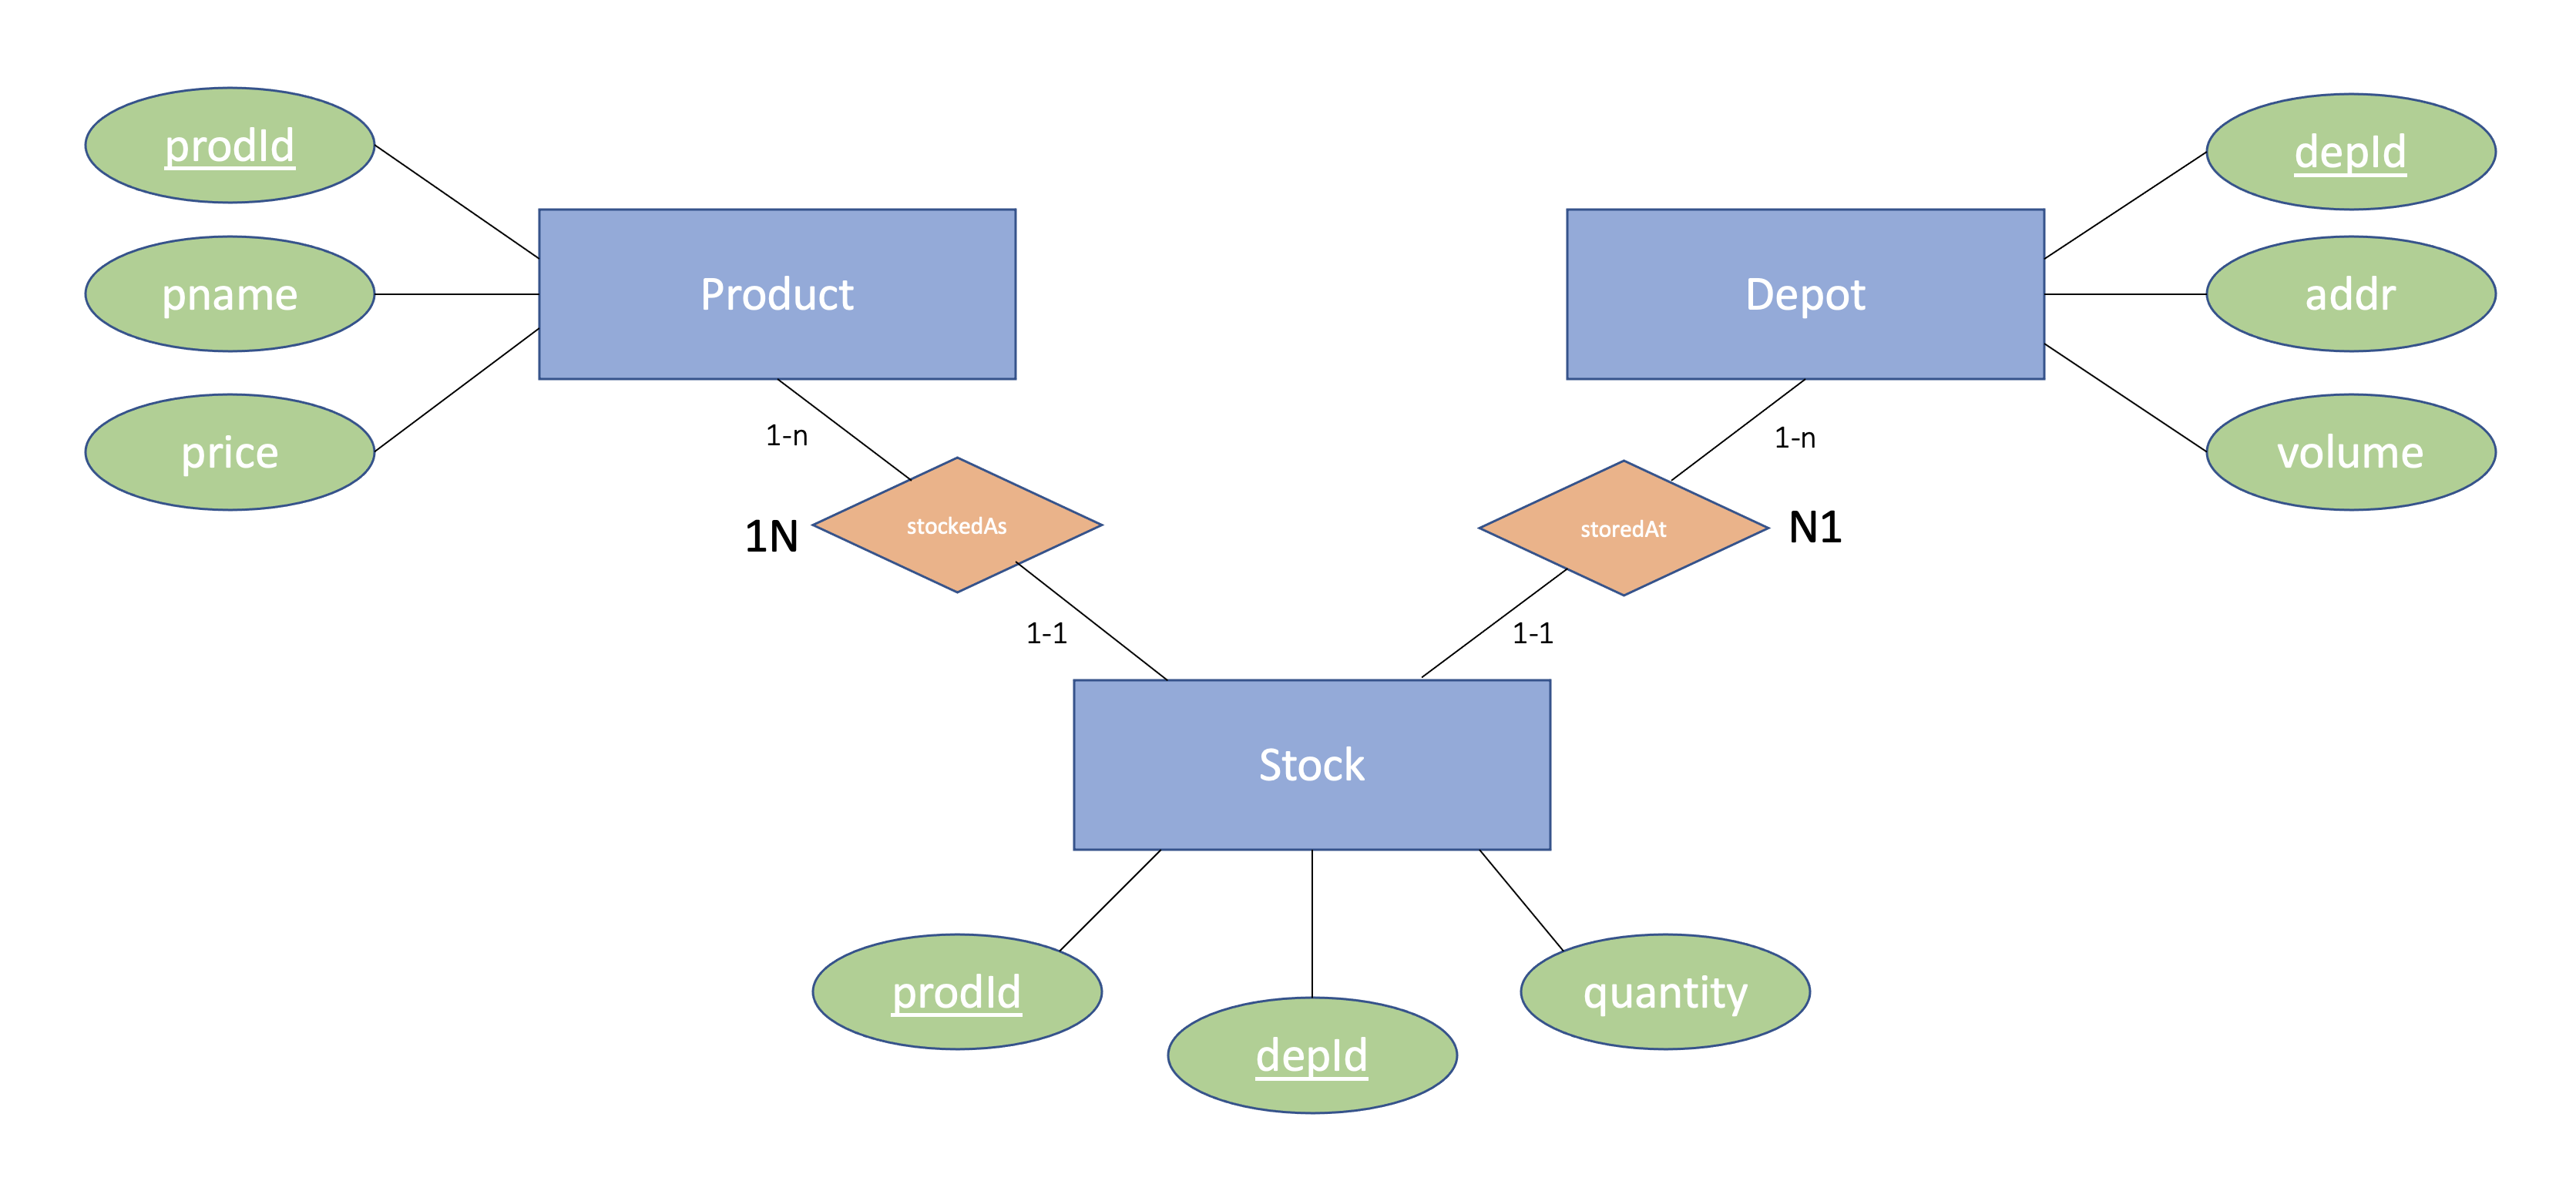 prodId
pname
price
Product
Depot
depId
addr
volume
1-n
1-n
1N
stockedAs
storedAt
N1
1-1
1-1
Stock
prodId
depId
quantity